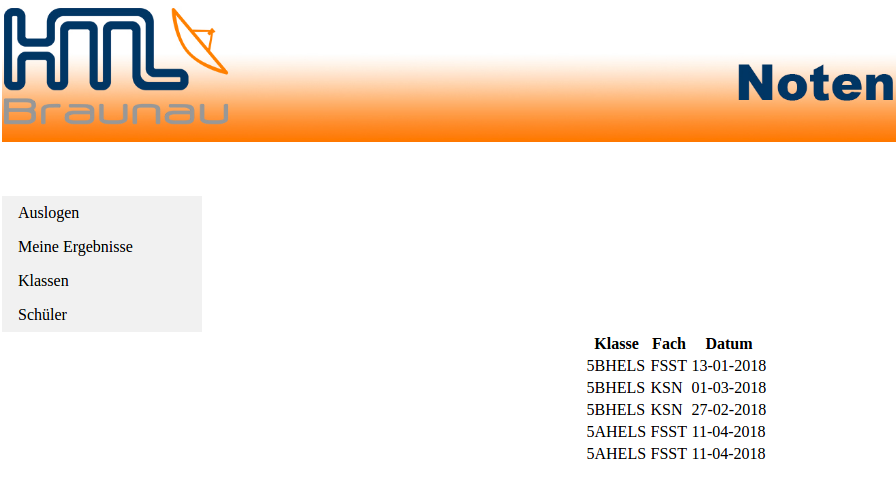 HTL
Braunau
Noten
Auslogen
Meine Ergebnisse
Klassen
Schüler
Klasse Fach Datum
5BHELS FSST 13-01-2018
5BHELS KSN 01-03-2018
5BHELS KSN 27-02-2018
5AHELS FSST 11-04-2018
5AHELS FSST 11-04-2018